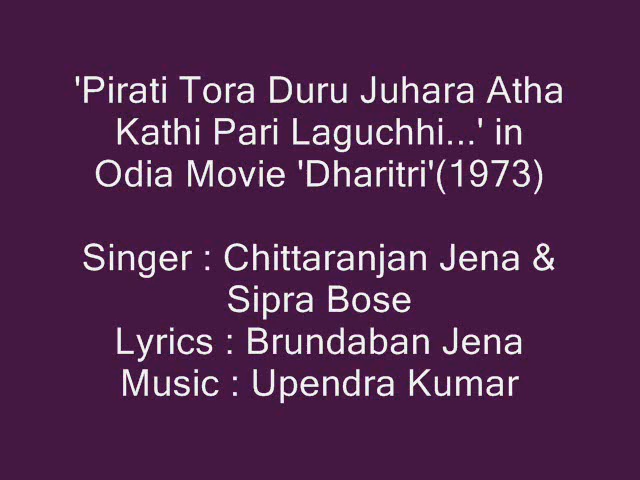 'Pirati Tora Duru Juhara Atha
Kathi Pari Laguchhi...' in
Odia Movie 'Dharitri'(1973)
Singer : Chittaranjan Jena &
Sipra Bose
Lyrics : Brundaban Jena
Music : Upendra Kumar